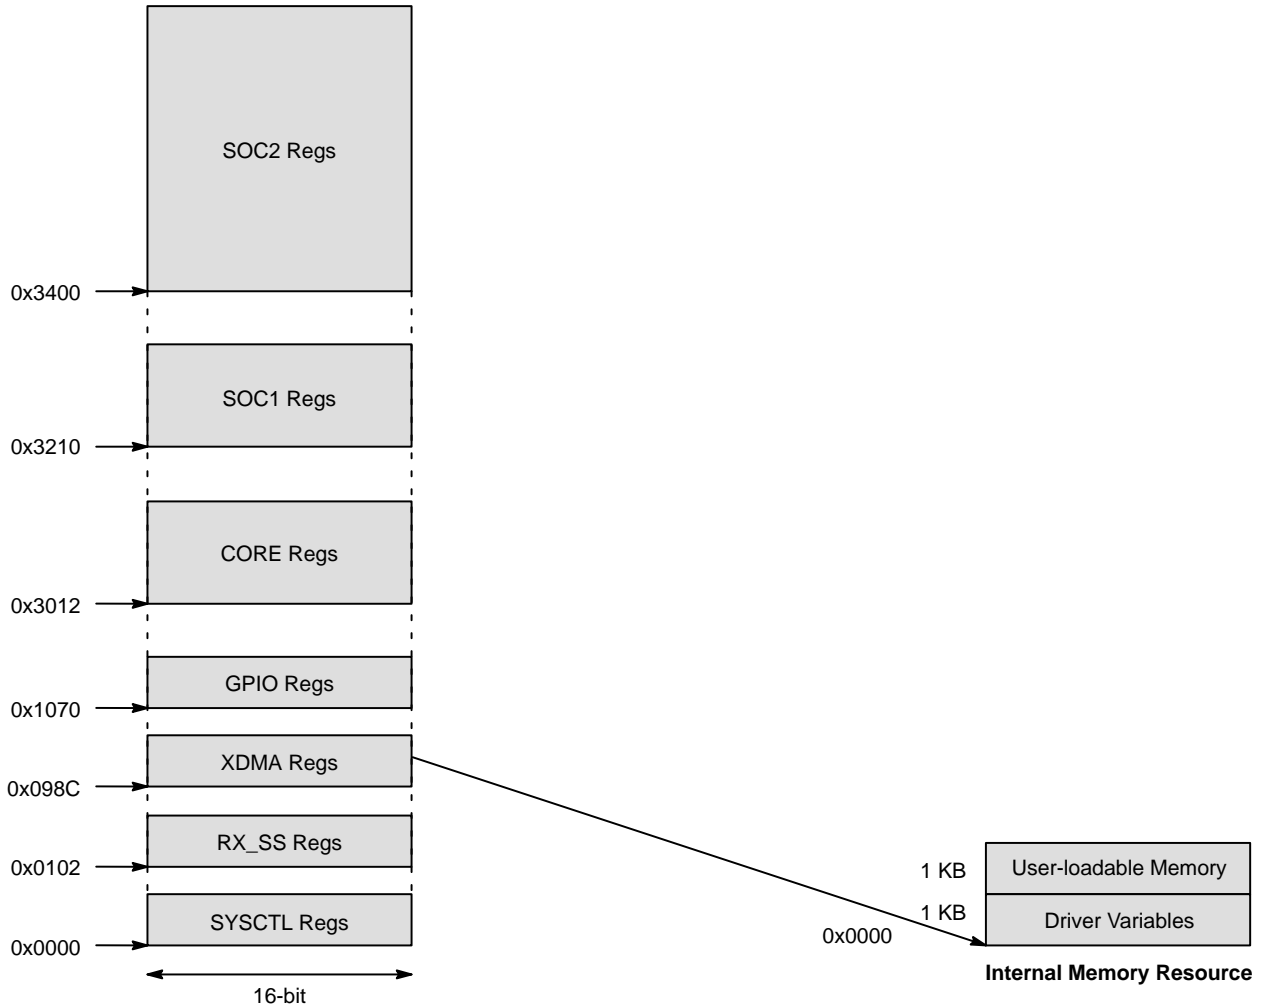 SOC2 Regs
0x3400
SOC1 Regs
0x3210
CORE Regs
0x3012
GPIO Regs
0x1070
XDMA Regs
0x098C
RX_SS Regs
0x0102
SYSCTL Regs
0x0000
16-bit
1 KB
User-loadable Memory
1 KB
Driver Variables
0x0000
Internal Memory Resource